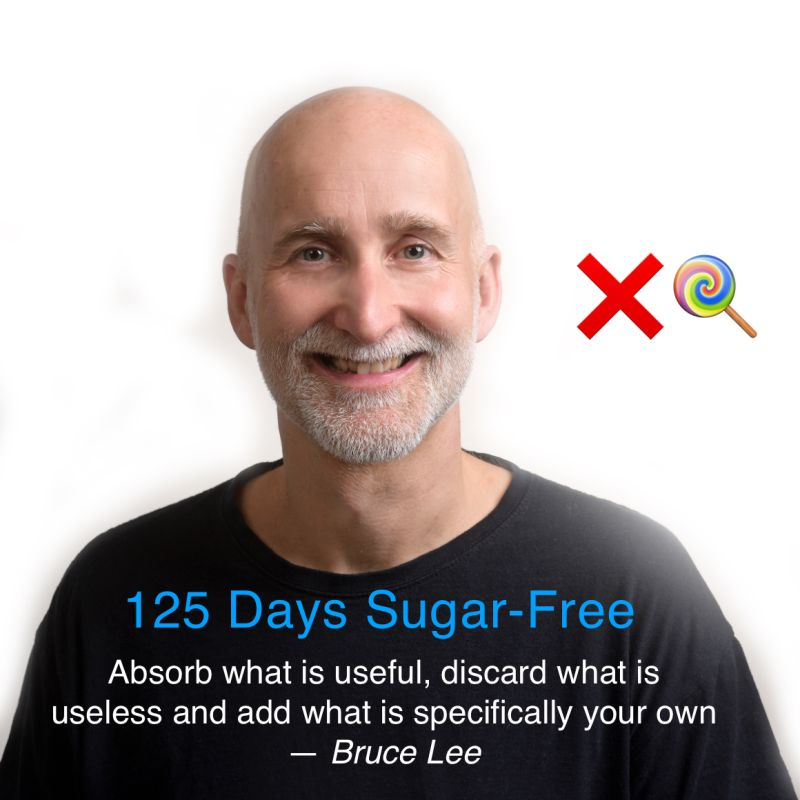 125 Days Sugar-Free
Absorb what is useful, discard what is
useless and add what is specifically your own
— Bruce Lee